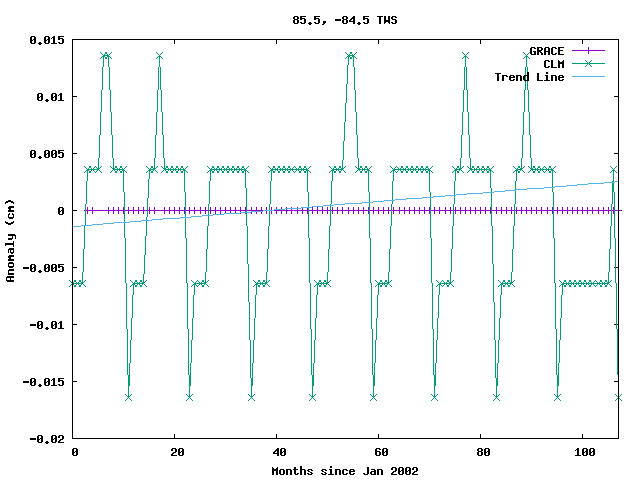 85.5, -84.5 TWS
0.015
0.01
0.005
0
-0.005
-0.01
-0.015
-0.02
Anomaly (cm)
GRACE
CLM
Trend Line
0 20 40 60 80 100
Months since Jan 2002